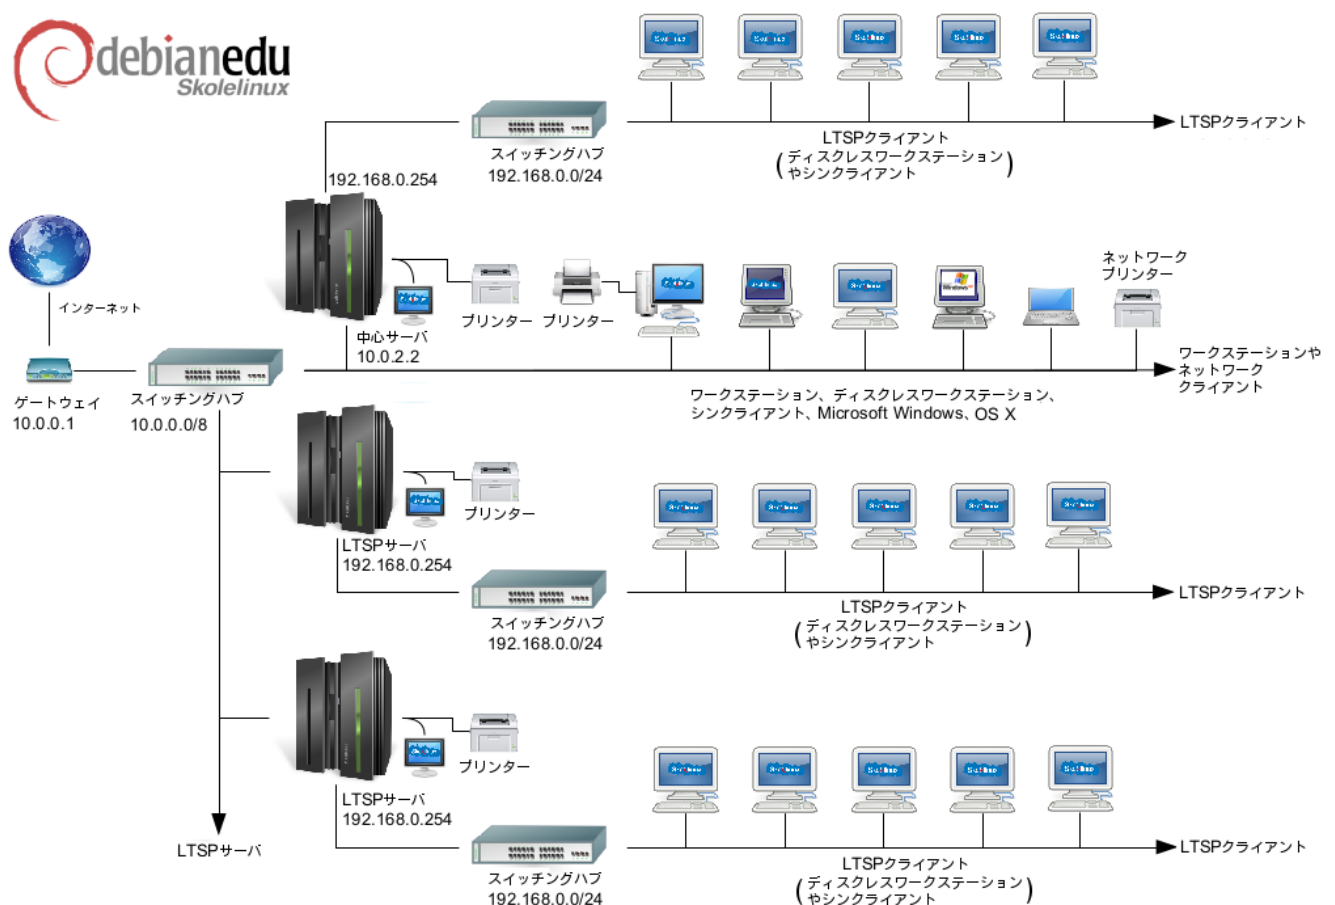 debianedu
Skolelinux
スイッチングハブ
192.168.0.0/24
LTSPクライアント
(ディスクレスワークステーション
やシンクライアント)
LTSPクライアント
192.168.0.254
インターネット
中心サーバ
10.0.2.2
プリンター
プリンター
Windows
ネットワーク
プリンター
ゲートウェイ
10.0.0.1
スイッチングハブ
10.0.0.0/8
ワークステーション、ディスクレスワークステーション、
シンクライアント、Microsoft Windows、OS X
ワークステーションや
ネットワーク
クライアント
プリンター
LTSPサーバ
192.168.0.254
スイッチングハブ
192.168.0.0/24
LTSPクライアント
(ディスクレスワークステーション
やシンクライアント)
LTSPクライアント
プリンター
LTSPサーバ
192.168.0.254
LTSPサーバ
スイッチングハブ
192.168.0.0/24
LTSPクライアント
(ディスクレスワークステーション
やシンクライアント)
LTSPクライアント